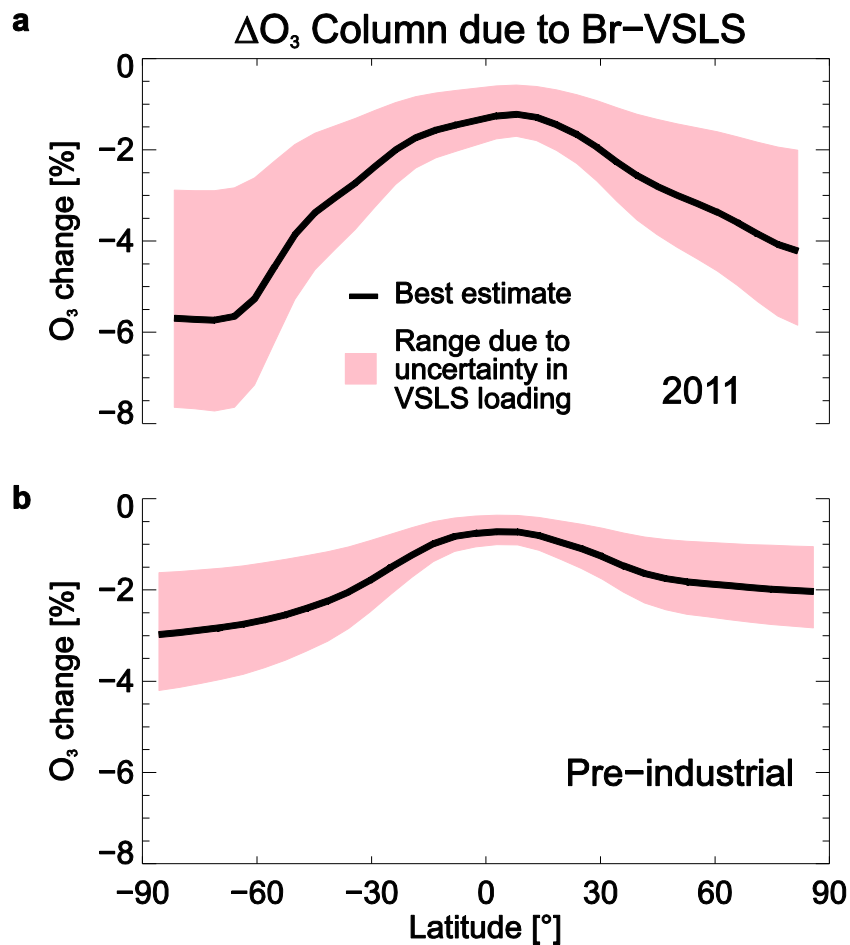 a
ΔO₃ Column due to Br−VSLS
0
−2
−4
−6
−8
O₃ change [%]
Best estimate
Range due to
uncertainty in
VSLS loading
2011
b
0
−2
−4
−6
−8
O₃ change [%]
Pre−industrial
−90 −60 −30 0 30 60 90
Latitude [°]